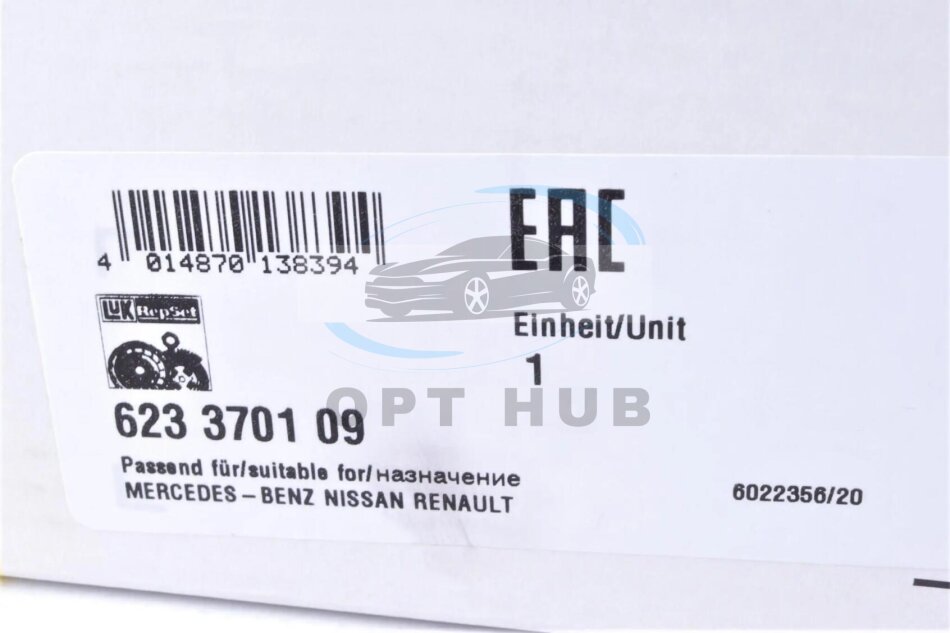 EAC
4 014870 138394
LuK RepSet
Einheit/Unit
1
OPT HUB
623 3701 09
Passend für/suitable for/назначение
MERCEDES-BENZ NISSAN RENAULT
6022356/20